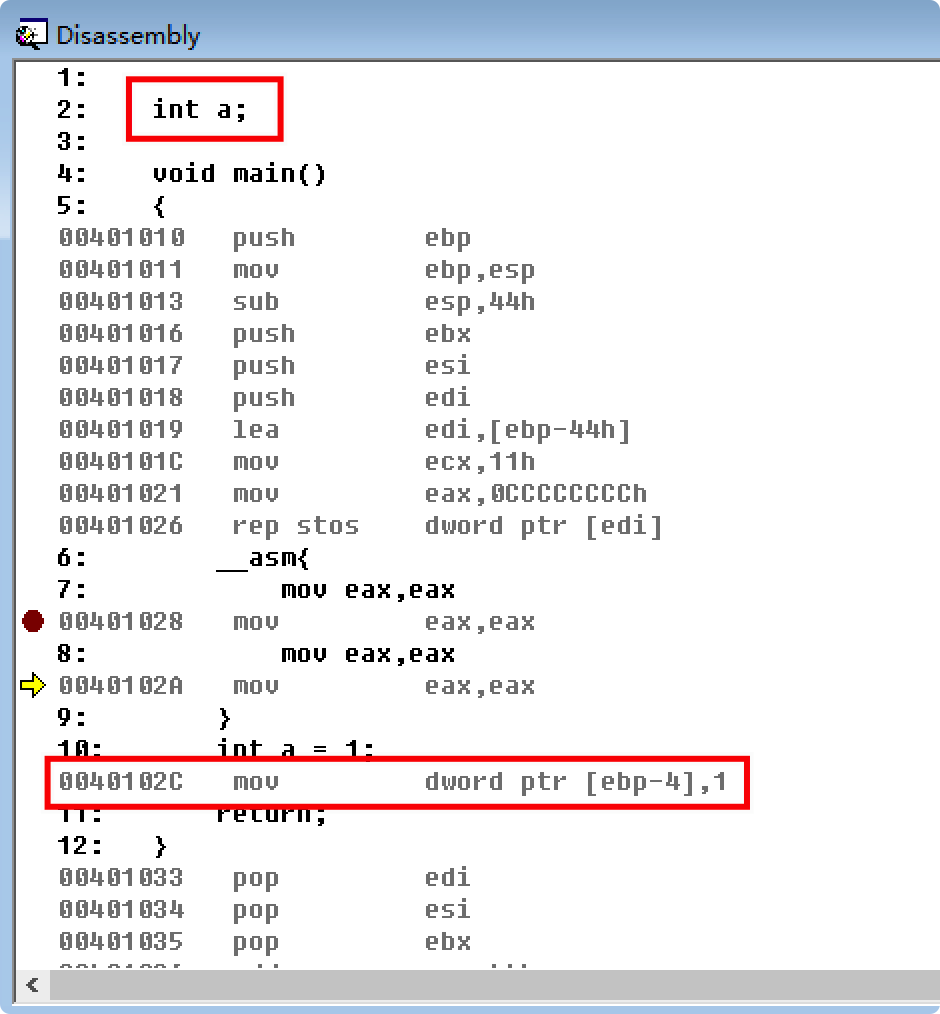 Disassembly
1:
2: int a;
3:
4: void main()
5: {
00401010 push ebp
00401011 mov ebp,esp
00401013 sub esp,44h
00401016 push ebx
00401017 push esi
00401018 push edi
00401019 lea edi,[ebp-44h]
0040101C mov ecx,11h
00401021 mov eax,0CCCCCCCCh
00401026 rep stos dword ptr [edi]
6: __asm{
7: mov eax,eax
00401028 mov eax,eax
8: mov eax,eax
0040102A mov eax,eax
9: }
10: int a = 1;
0040102C mov dword ptr [ebp-4],1
11: return;
12: }
00401033 pop edi
00401034 pop esi
00401035 pop ebx